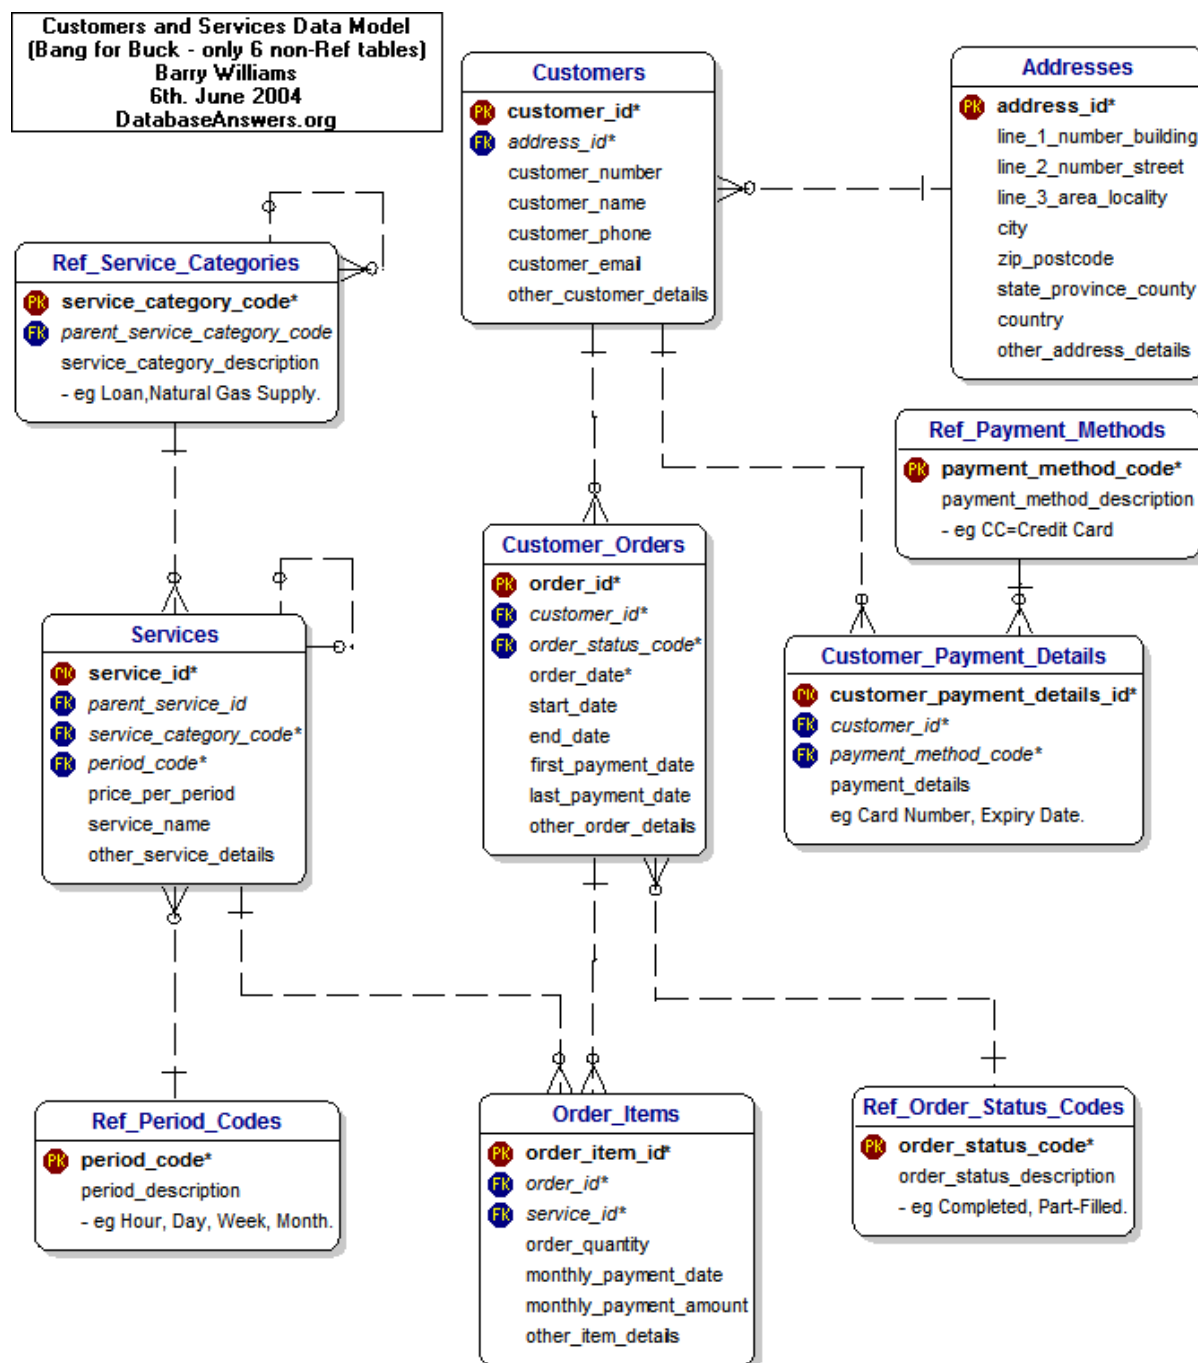 Customers and Services Data Model
(Bang for Buck - only 6 non-Ref tables)
Barry Williams
6th. June 2004
DatabaseAnswers.org
Customers
PK customer_id*
FK address_id*
customer_number
customer_name
customer_phone
customer_email
other_customer_details
Addresses
PK address_id*
line_1_number_building
line_2_number_street
line_3_area_locality
city
zip_postcode
state_province_county
country
other_address_details
Ref_Service_Categories
PK service_category_code*
FK parent_service_category_code
service_category_description
- eg Loan,Natural Gas Supply.
Ref_Payment_Methods
PK payment_method_code*
payment_method_description
- eg CC=Credit Card
Customer_Orders
PK order_id*
FK customer_id*
FK order_status_code*
order_date*
start_date
end_date
first_payment_date
last_payment_date
other_order_details
Services
PK service_id*
FK parent_service_id
FK service_category_code*
FK period_code*
price_per_period
service_name
other_service_details
Customer_Payment_Details
PK customer_payment_details_id*
FK customer_id*
FK payment_method_code*
payment_details
eg Card Number, Expiry Date.
Ref_Period_Codes
PK period_code*
period_description
- eg Hour, Day, Week, Month.
Order_Items
PK order_item_id*
FK order_id*
FK service_id*
order_quantity
monthly_payment_date
monthly_payment_amount
other_item_details
Ref_Order_Status_Codes
PK order_status_code*
order_status_description
- eg Completed, Part-Filled.